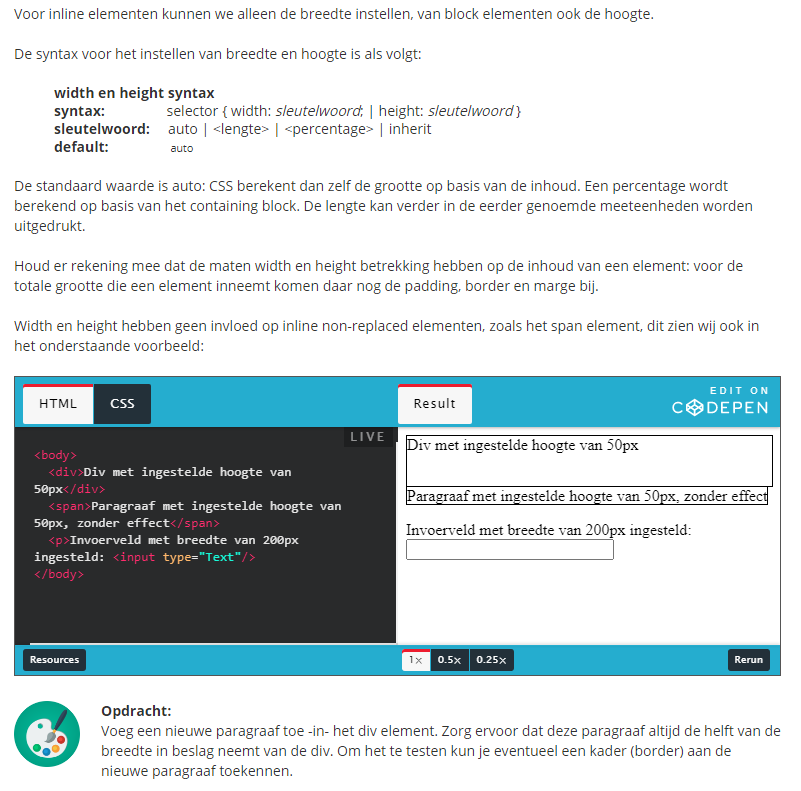 Voor inline elementen kunnen we alleen de breedte instellen, van block elementen ook de hoogte.
De syntax voor het instellen van breedte en hoogte is als volgt:
width en height syntax
syntax: selector { width: sleutelwoord; | height: sleutelwoord }
sleutelwoord: auto | <lengte> | <percentage> | inherit
default: auto
De standaard waarde is auto: CSS berekent dan zelf de grootte op basis van de inhoud. Een percentage wordt
berekend op basis van het containing block. De lengte kan verder in de eerder genoemde meeteenheden worden
uitgedrukt.
Houd er rekening mee dat de maten width en height betrekking hebben op de inhoud van een element: voor de
totale grootte die een element inneemt komen daar nog de padding, border en marge bij.
Width en height hebben geen invloed op inline non-replaced elementen, zoals het span element, dit zien wij ook in
het onderstaande voorbeeld:
HTML CSS
Result
EDIT ON
CODEPEN
LIVE
<body>
<div>Div met ingestelde hoogte van
50px</div>
<span>Paragraaf met ingestelde hoogte van
50px, zonder effect</span>
<p>Invoerveld met breedte van 200px
ingesteld: <input type="Text"/>
</body>
Div met ingestelde hoogte van 50px
Paragraaf met ingestelde hoogte van 50px, zonder effect
Invoerveld met breedte van 200px ingesteld:
Resources
1x 0.5x 0.25x
Rerun
Opdracht:
Voeg een nieuwe paragraaf toe -in- het div element. Zorg ervoor dat deze paragraaf altijd de helft van de
breedte in beslag neemt van de div. Om het te testen kun je eventueel een kader (border) aan de
nieuwe paragraaf toekennen.